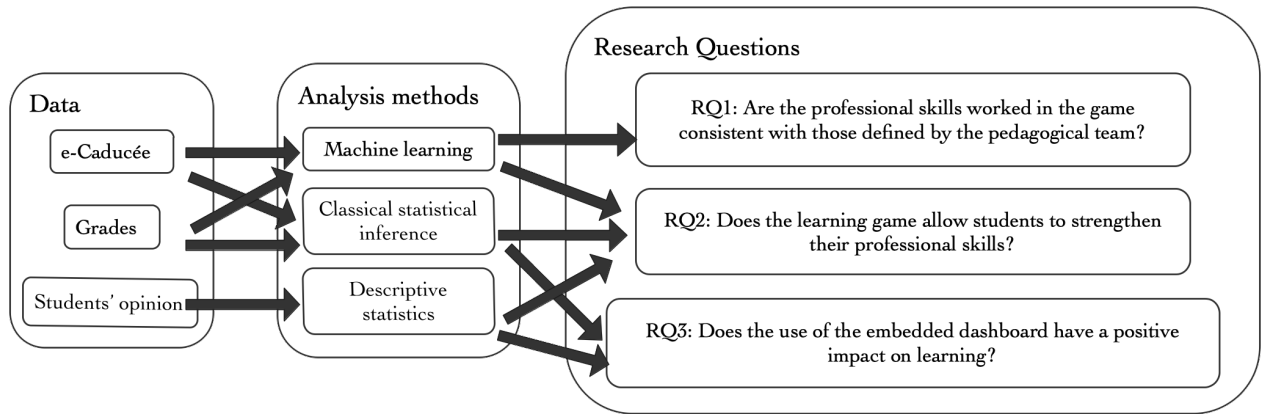 Data
e-Caducée
Grades
Students' opinion
Analysis methods
Machine learning
Classical statistical
inference
Descriptive
statistics
Research Questions
RQ1: Are the professional skills worked in the game
consistent with those defined by the pedagogical team?
RQ2: Does the learning game allow students to strengthen
their professional skills?
RQ3: Does the use of the embedded dashboard have a positive
impact on learning?